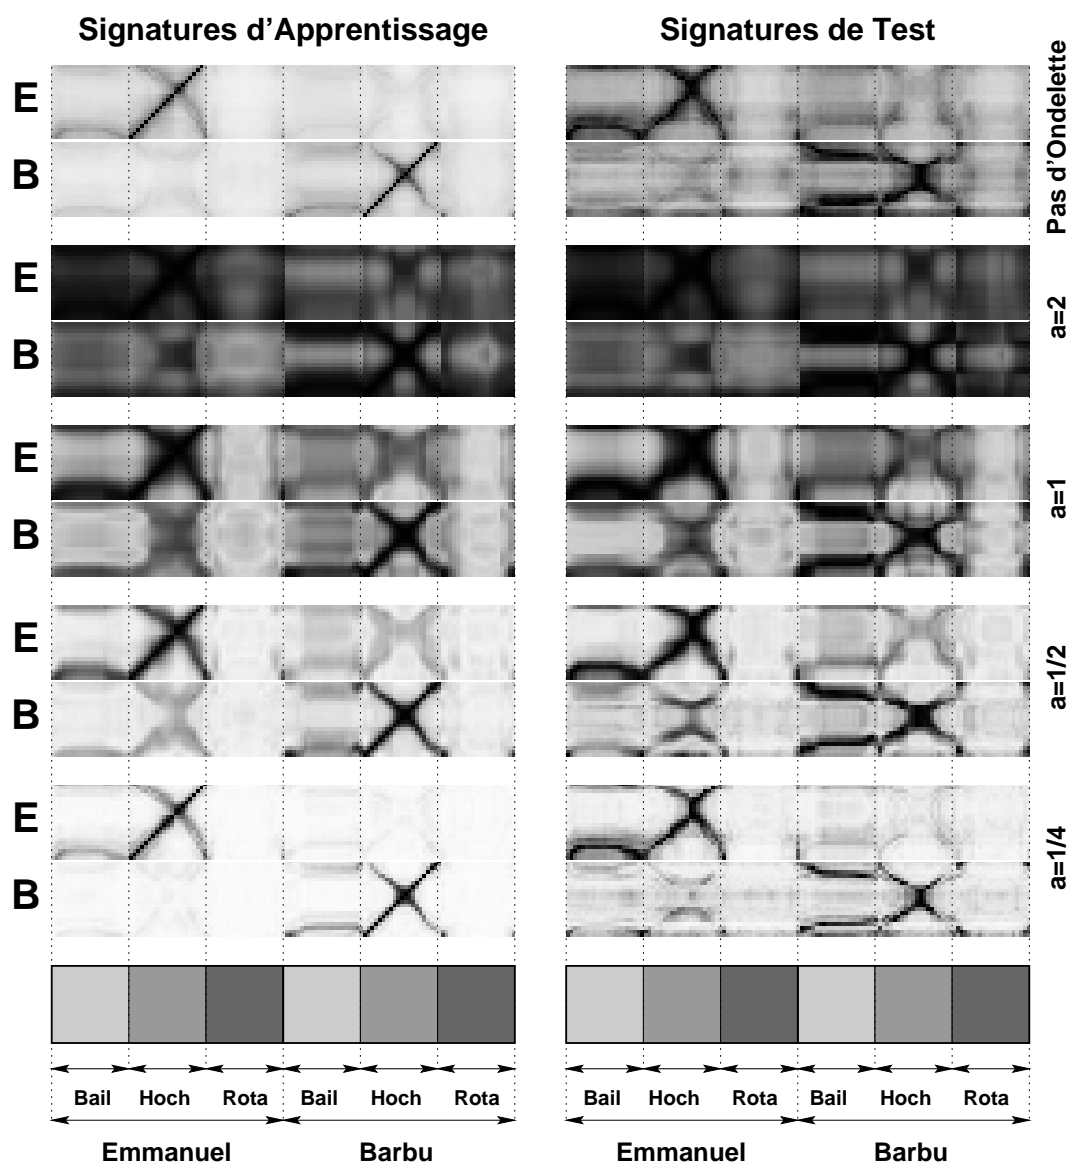 Signatures d'Apprentissage
Signatures de Test
E
B
Pas d'Ondelette
E
B
a=2
E
B
a=1
E
B
a=1/2
E
B
a=1/4
Bail Hoch Rota Bail Hoch Rota
Bail Hoch Rota Bail Hoch Rota
Emmanuel Barbu
Emmanuel Barbu